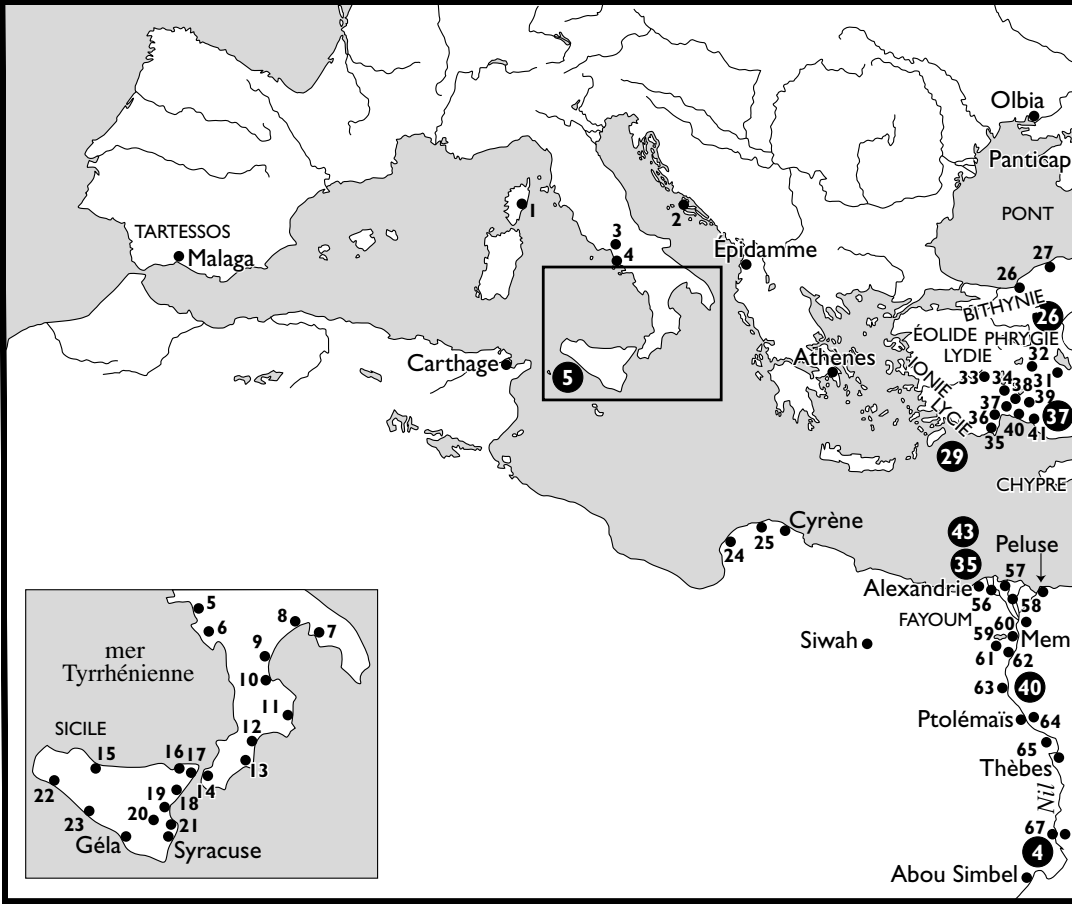 Olbia
Panticap
PONT
TARTESSOS
Malaga
1
2
3
4
Épidamme
27
26
BITHYNIE
26
ÉOLIDE
PHRYGIE
LYDIE
32
Carthage
5
Athènes
IONIE
33
34
31
38
39
37
37
LYCIE
36
40
41
35
29
CHYPRE
Cyrène
24
25
43
35
Peluse
57
Alexandrie
56
58
FAYOUM
60
59
Mem
Siwah
61
62
63
40
Ptolémaïs
64
65
Thèbes
Nil
67
4
Abou Simbel
5
6
8
7
mer
Tyrrhénienne
9
10
11
SICILE
12
15
16
17
13
14
22
19
18
20
21
23
Géla
Syracuse